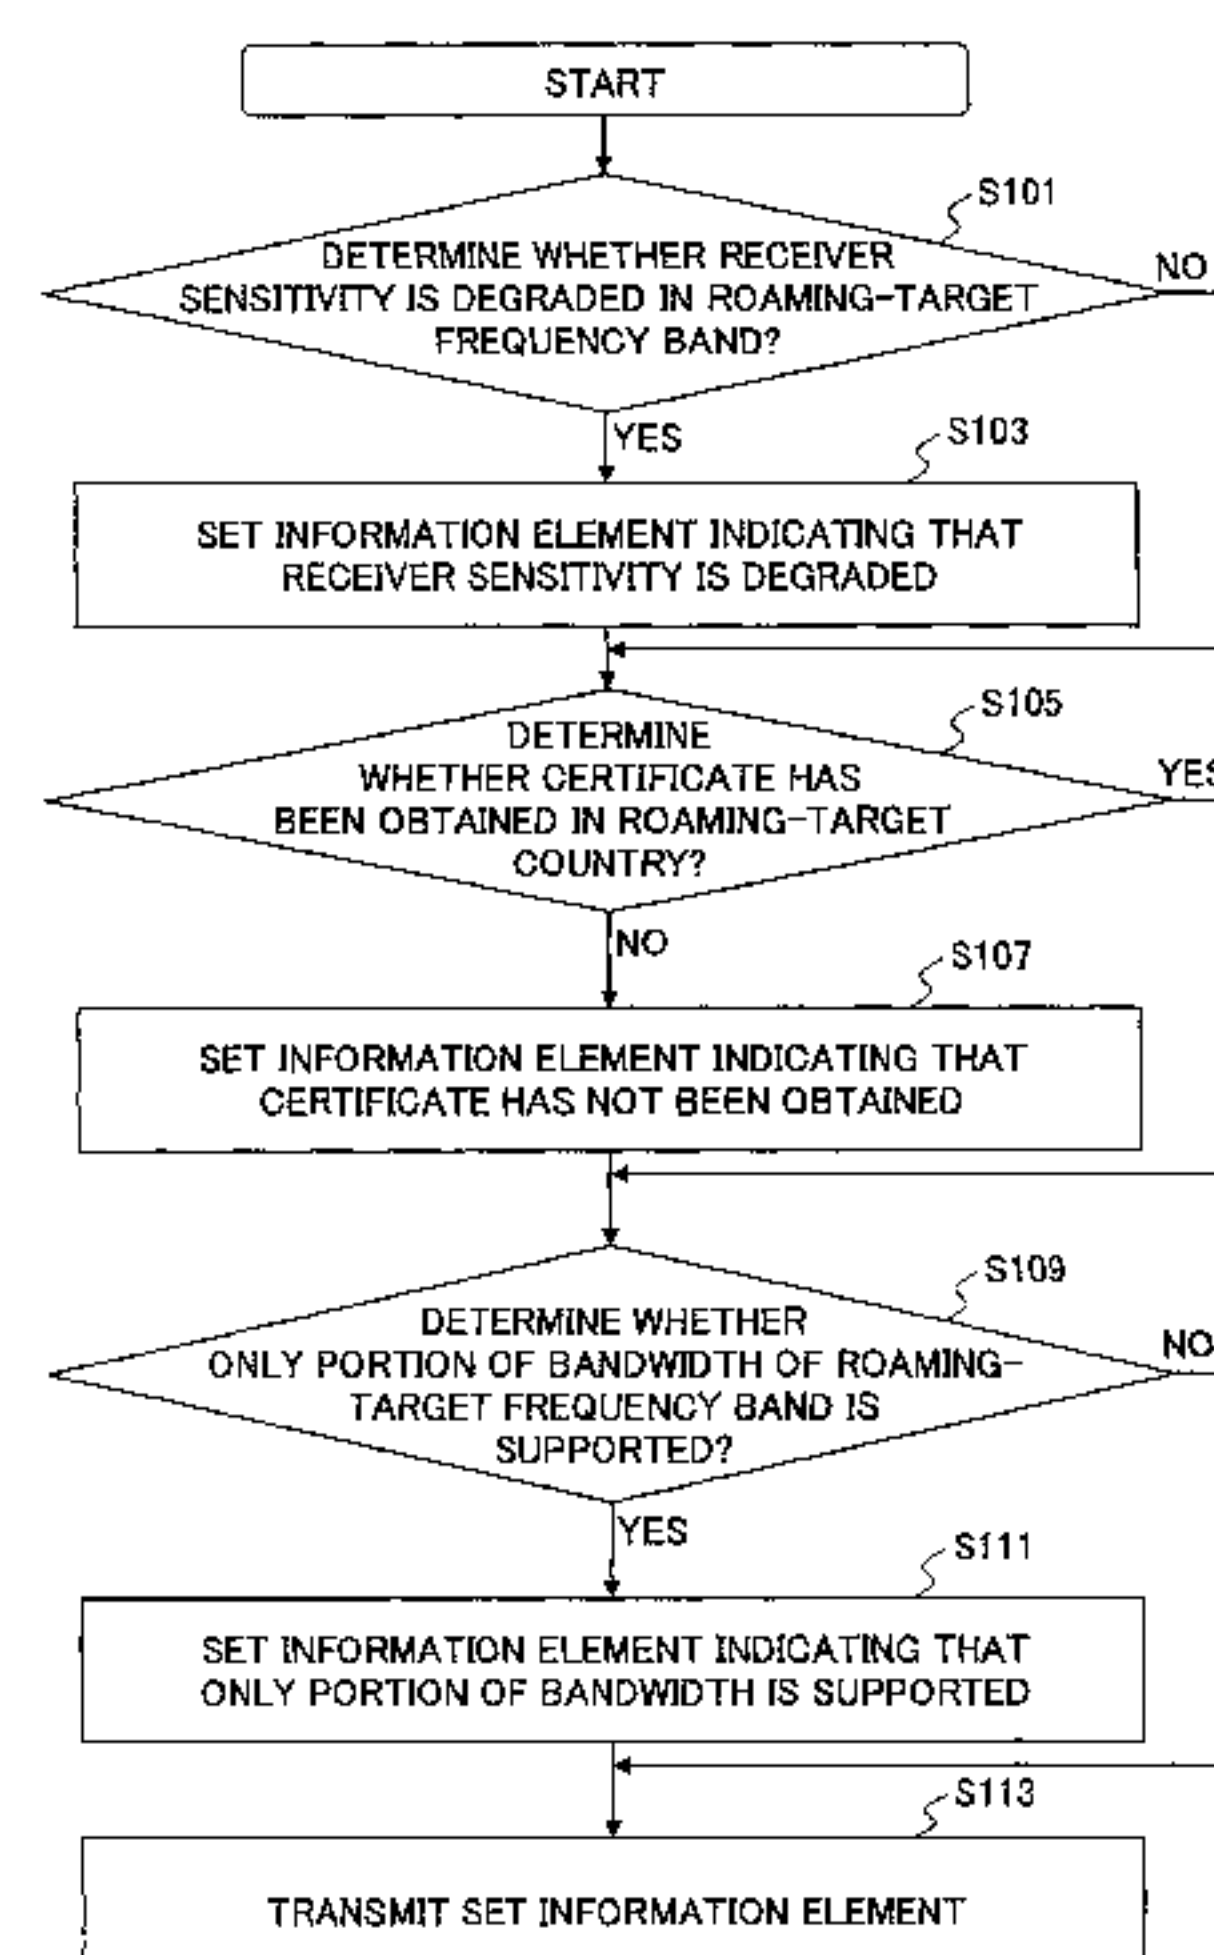 START
S101
DETERMINE WHETHER RECEIVER
SENSITIVITY IS DEGRADED IN ROAMING-TARGET
FREQUENCY BAND?
NO
YES
S103
SET INFORMATION ELEMENT INDICATING THAT
RECEIVER SENSITIVITY IS DEGRADED
S105
DETERMINE
WHETHER CERTIFICATE HAS
BEEN OBTAINED IN ROAMING-TARGET
COUNTRY?
YES
NO
S107
SET INFORMATION ELEMENT INDICATING THAT
CERTIFICATE HAS NOT BEEN OBTAINED
S109
DETERMINE WHETHER
ONLY PORTION OF BANDWIDTH OF ROAMING-
TARGET FREQUENCY BAND IS
SUPPORTED?
NO
YES
S111
SET INFORMATION ELEMENT INDICATING THAT
ONLY PORTION OF BANDWIDTH IS SUPPORTED
S113
TRANSMIT SET INFORMATION ELEMENT